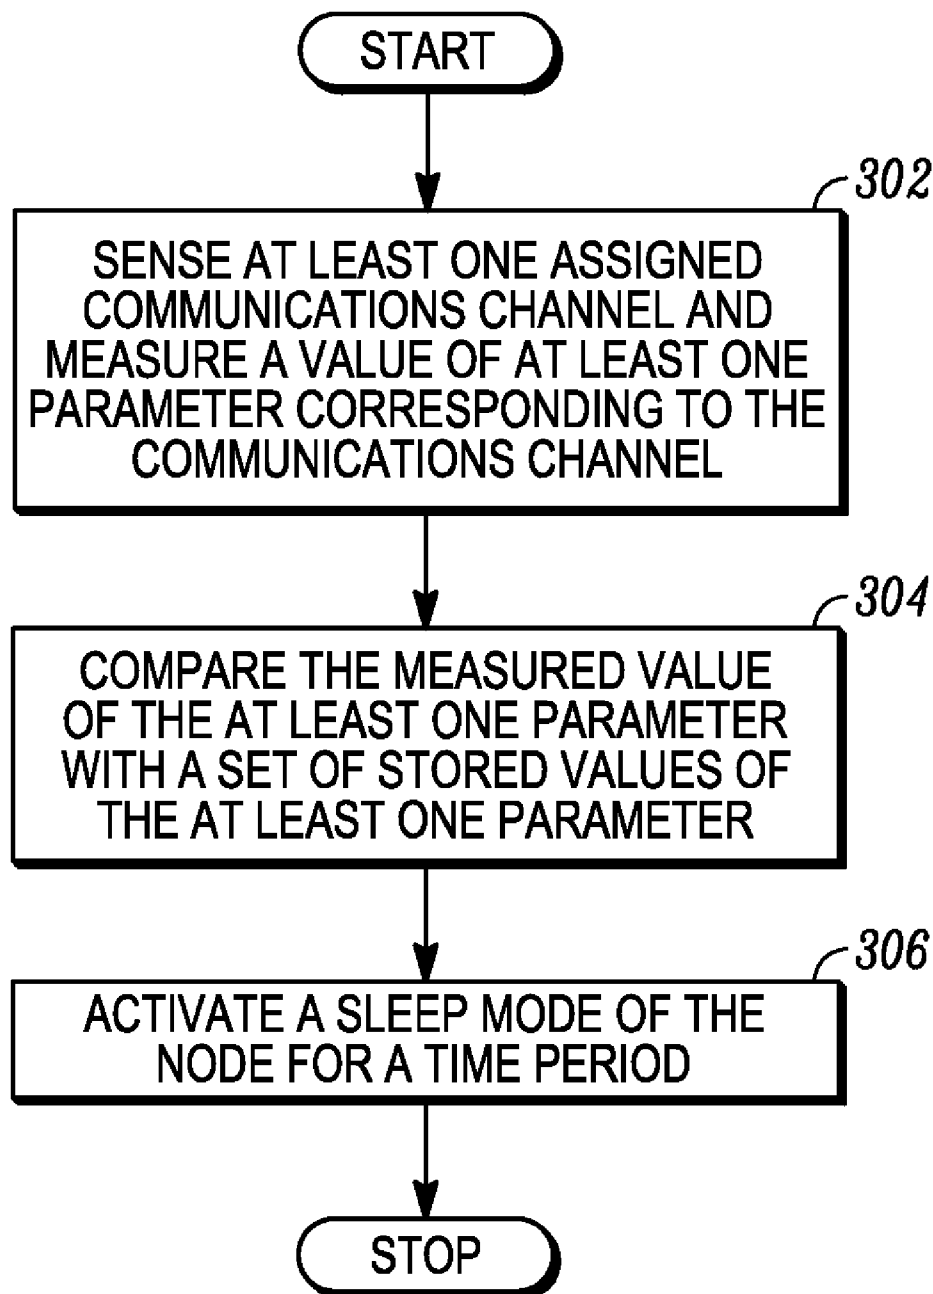 START
302
SENSE AT LEAST ONE ASSIGNED
COMMUNICATIONS CHANNEL AND
MEASURE A VALUE OF AT LEAST ONE
PARAMETER CORRESPONDING TO THE
COMMUNICATIONS CHANNEL
304
COMPARE THE MEASURED VALUE
OF THE AT LEAST ONE PARAMETER
WITH A SET OF STORED VALUES OF
THE AT LEAST ONE PARAMETER
306
ACTIVATE A SLEEP MODE OF THE
NODE FOR A TIME PERIOD
STOP